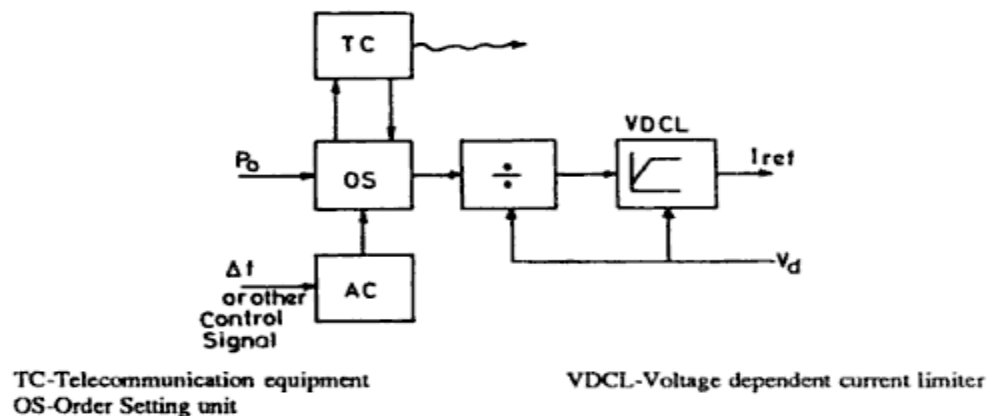 TC
VDCL
Po
OS
÷
Iref
Δf
or other
Control
Signal
AC
Vd
TC-Telecommunication equipment
VDCL-Voltage dependent current limiter
OS-Order Setting unit